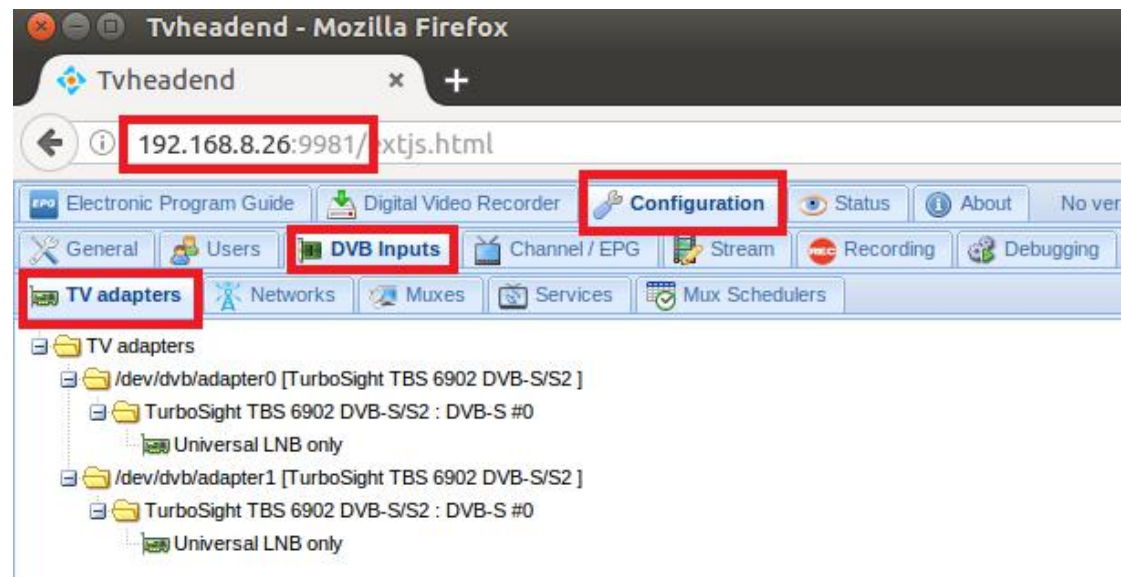 Tvheadend - Mozilla Firefox
Tvheadend
192.168.8.26:9981/extjs.html
Electronic Program Guide Digital Video Recorder Configuration Status About No ver
General Users DVB Inputs Channel / EPG Stream Recording Debugging
TV adapters Networks Muxes Services Mux Schedulers
TV adapters
/dev/dvb/adapter0 [TurboSight TBS 6902 DVB-S/S2 ]
TurboSight TBS 6902 DVB-S/S2 : DVB-S #0
Universal LNB only
/dev/dvb/adapter1 [TurboSight TBS 6902 DVB-S/S2 ]
TurboSight TBS 6902 DVB-S/S2 : DVB-S #0
Universal LNB only